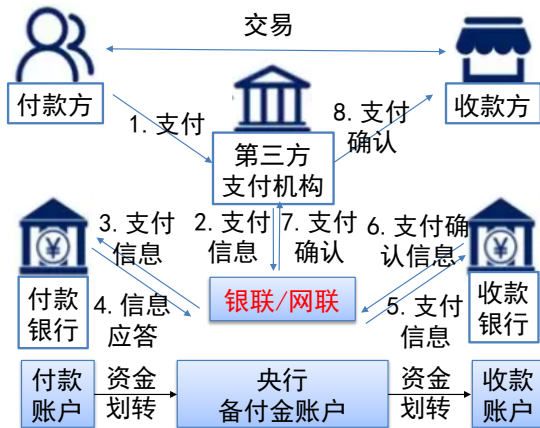 交易
付款方
收款方
1.支付
8.支付
确认
第三方
支付机构
3.支付
信息
2.支付
信息
7.支付
确认
6.支付确
认信息
付款
银行
4.信息
应答
银联/网联
5.支付
信息
收款
银行
付款
账户
资金
划转
央行
备付金账户
资金
划转
收款
账户